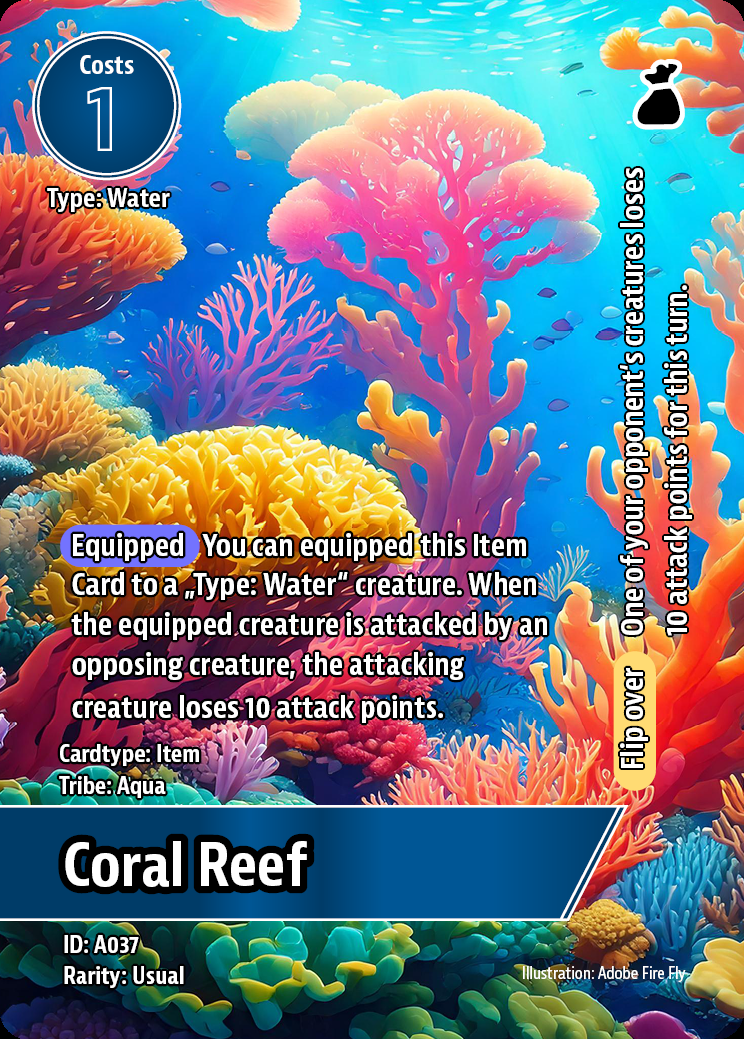 Costs
1
Type: Water
One of your opponent's creatures loses
10 attack points for this turn.
Flip over
Equipped You can equipped this Item
Card to a „Type: Water“ creature. When
the equipped creature is attacked by an
opposing creature, the attacking
creature loses 10 attack points.
Cardtype: Item
Tribe: Aqua
Coral Reef
ID: A037
Rarity: Usual
Illustration: Adobe Fire Fly